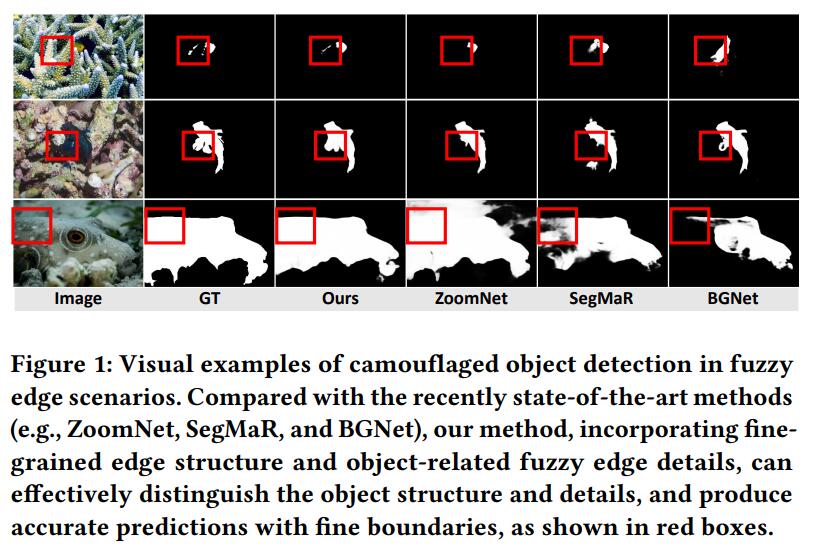 Image GT Ours ZoomNet SegMaR BGNet
Figure 1: Visual examples of camouflaged object detection in fuzzy
edge scenarios. Compared with the recently state-of-the-art methods
(e.g., ZoomNet, SegMaR, and BGNet), our method, incorporating fine-
grained edge structure and object-related fuzzy edge details, can
effectively distinguish the object structure and details, and produce
accurate predictions with fine boundaries, as shown in red boxes.